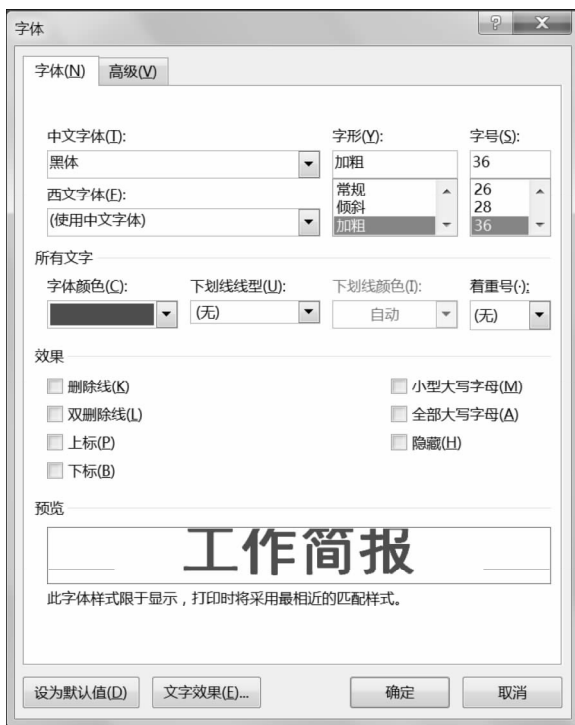 字体
字体(N) 高级(V)
中文字体(T): 字形(Y): 字号(S):
黑体 加粗 36
西文字体(F): 常规 26
(使用中文字体) 倾斜 28
加粗 36
所有文字
字体颜色(C): 下划线线型(U): 下划线颜色(I): 着重号(·):
(无) 自动 (无)
效果
删除线(K) 小型大写字母(M)
双删除线(L) 全部大写字母(A)
上标(P) 隐藏(H)
下标(B)
预览
工作简报
此字体样式限于显示，打印时将采用最相近的匹配样式。
设为默认值(D) 文字效果(E)... 确定 取消